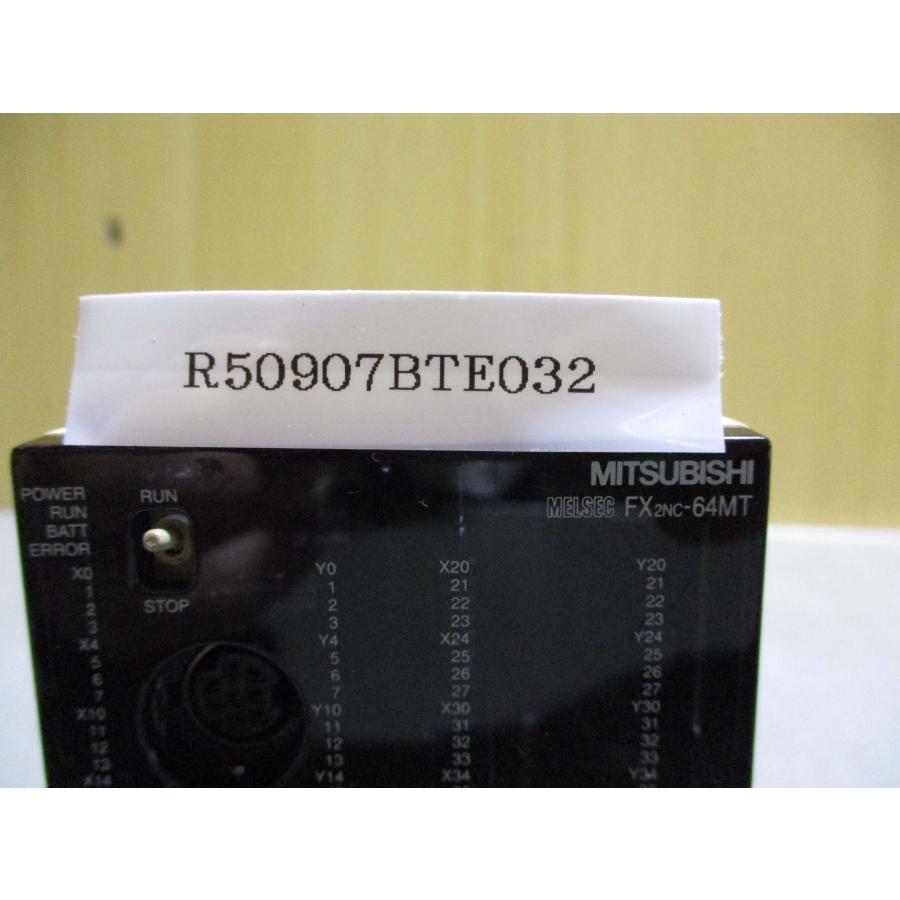 R50907BTE032
MITSUBISHI
MELSEC FX2NC-64MT
POWER
RUN
BATT
ERROR
RUN
STOP
X0
1
2
3
X4
5
6
7
X10
11
12
13
X14
Y0
1
2
3
Y4
5
6
7
Y10
11
12
13
Y14
X20
21
22
23
X24
25
26
27
X30
31
32
33
X34
Y20
21
22
23
Y24
25
26
27
Y30
31
32
33
Y34